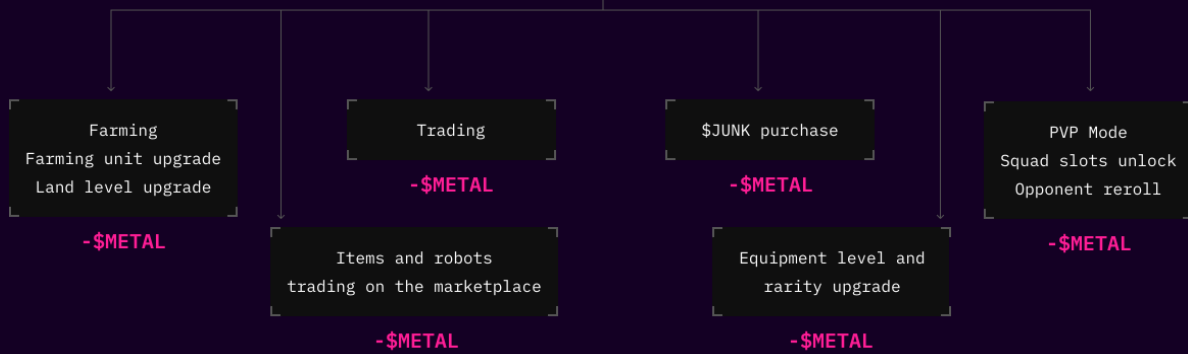 Farming
Farming unit upgrade
Land level upgrade
-$METAL
Items and robots
trading on the marketplace
-$METAL
Trading
-$METAL
$JUNK purchase
-$METAL
Equipment level and
rarity upgrade
-$METAL
PVP Mode
Squad slots unlock
Opponent reroll
-$METAL